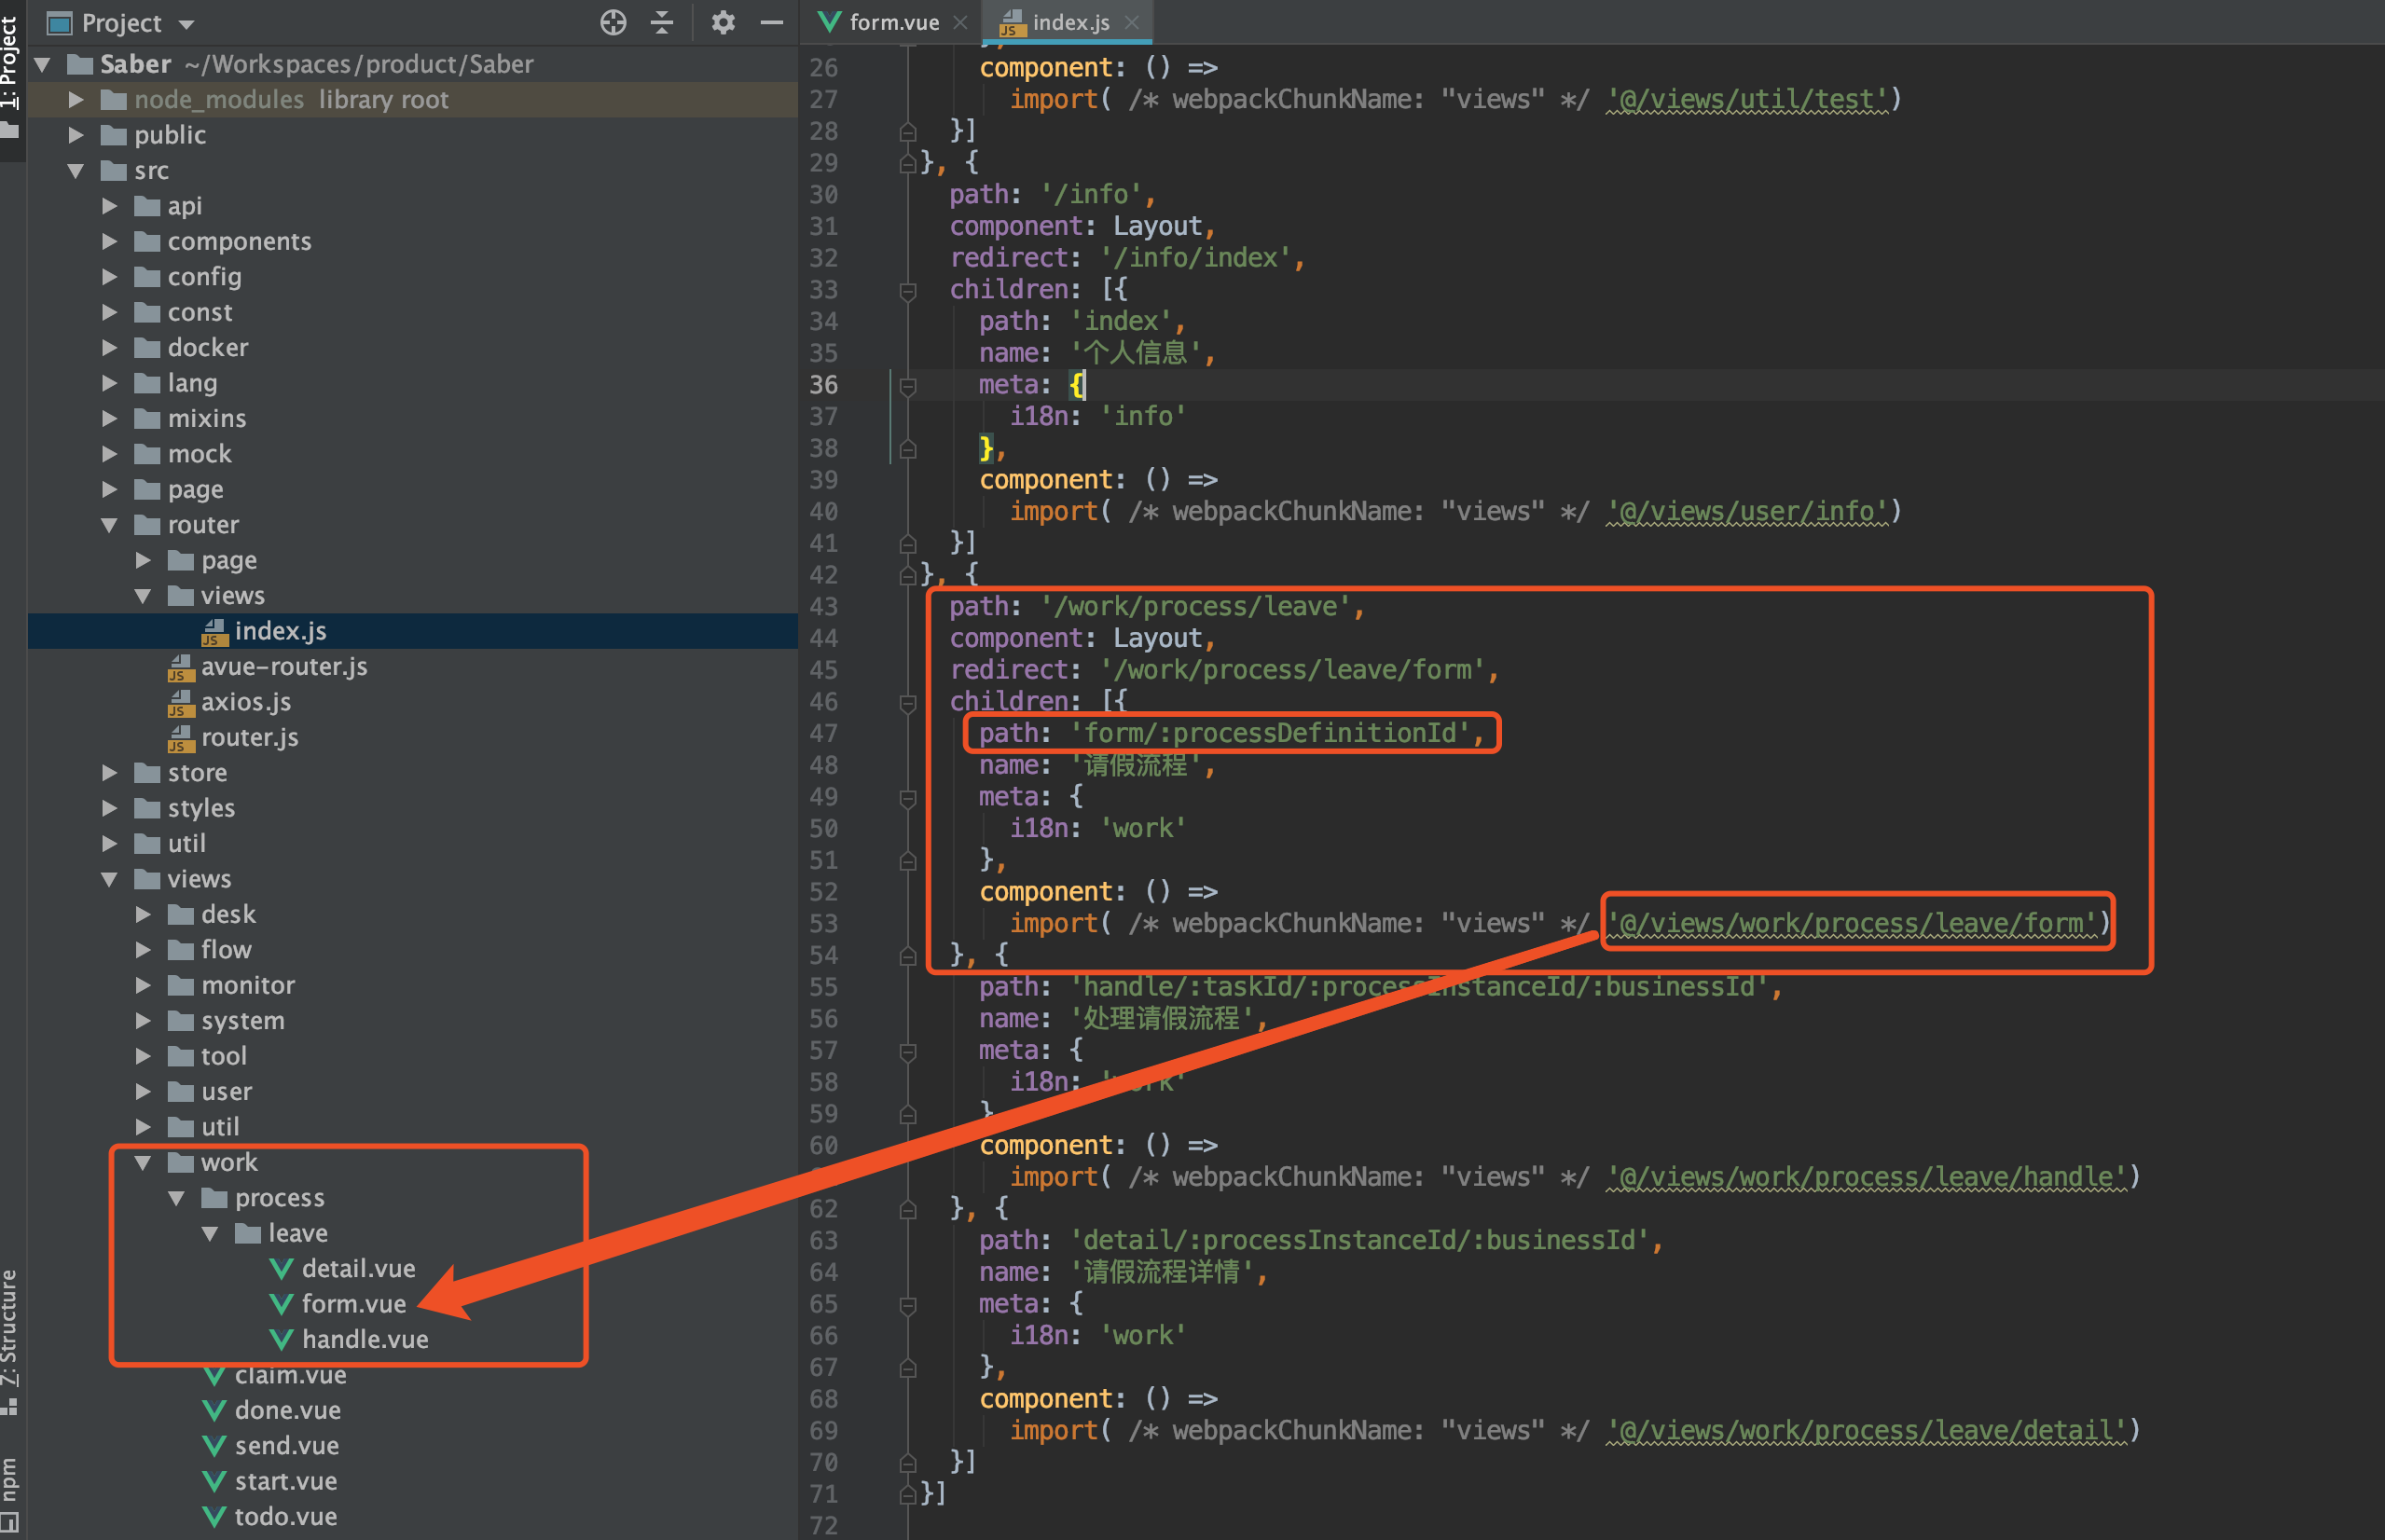 1: Project
Project
Saber ~/Workspaces/product/Saber
node_modules library root
public
src
api
components
config
const
docker
lang
mixins
mock
page
router
page
views
index.js
avue-router.js
axios.js
router.js
store
styles
util
views
desk
flow
monitor
system
tool
user
util
work
process
leave
detail.vue
form.vue
handle.vue
claim.vue
done.vue
send.vue
start.vue
todo.vue
Z: Structure
npm
form.vue
index.js
26 component: () =>
27 import( /* webpackChunkName: "views" */ '@/views/util/test')
28 }]
29 }, {
30 path: '/info',
31 component: Layout,
32 redirect: '/info/index',
33 children: [{
34 path: 'index',
35 name: '个人信息',
36 meta: {
37 i18n: 'info'
38 },
39 component: () =>
40 import( /* webpackChunkName: "views" */ '@/views/user/info')
41 }]
42 }, {
43 path: '/work/process/leave',
44 component: Layout,
45 redirect: '/work/process/leave/form',
46 children: [{
47 path: 'form/:processDefinitionId',
48 name: '请假流程',
49 meta: {
50 i18n: 'work'
51 },
52 component: () =>
53 import( /* webpackChunkName: "views" */ '@/views/work/process/leave/form')
54 }, {
55 path: 'handle/:taskId/:processInstanceId/:businessId',
56 name: '处理请假流程',
57 meta: {
58 i18n: 'work'
59 }
60 component: () =>
import( /* webpackChunkName: "views" */ '@/views/work/process/leave/handle')
62 }, {
63 path: 'detail/:processInstanceId/:businessId',
64 name: '请假流程详情',
65 meta: {
66 i18n: 'work'
67 },
68 component: () =>
69 import( /* webpackChunkName: "views" */ '@/views/work/process/leave/detail')
70 }]
71 }]
72